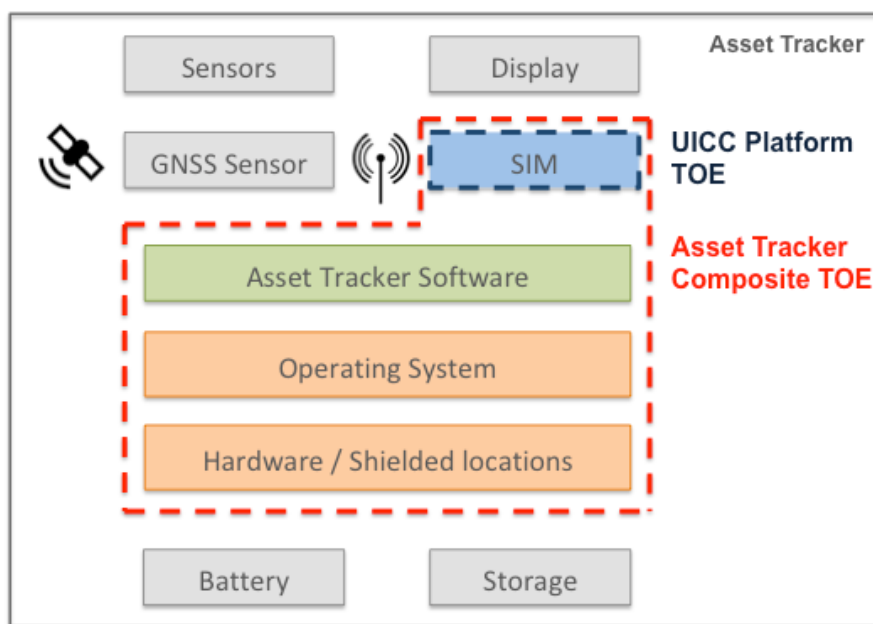 Asset Tracker
Sensors
Display
GNSS Sensor
SIM
UICC Platform
TOE
Asset Tracker Software
Asset Tracker
Composite TOE
Operating System
Hardware / Shielded locations
Battery
Storage